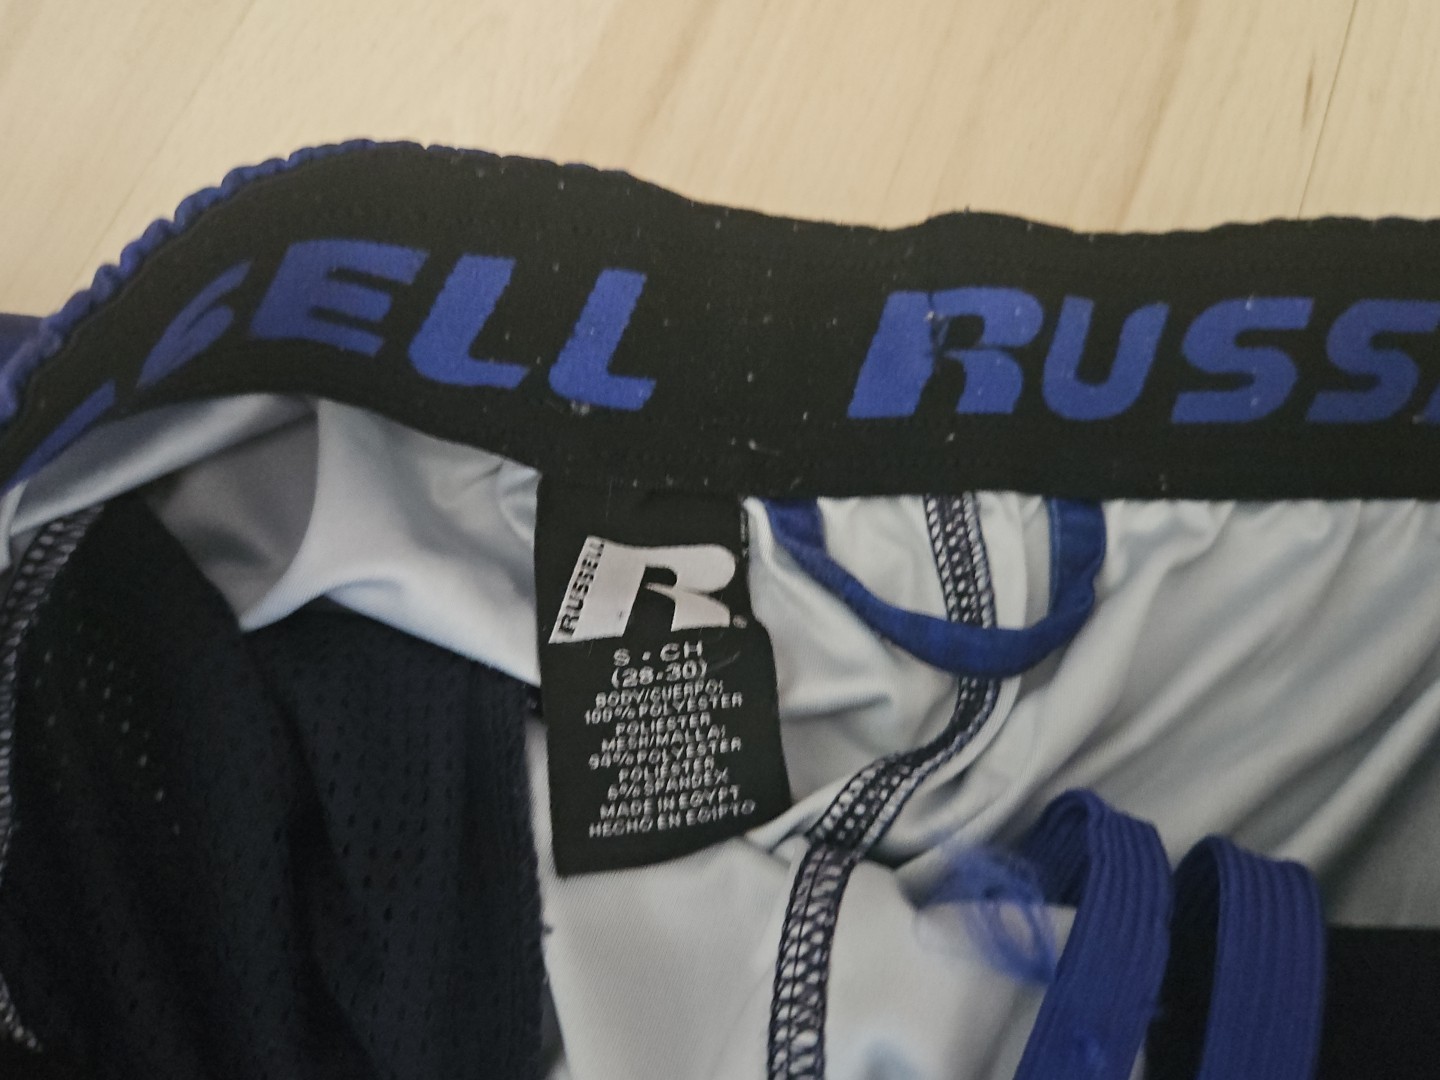 ELL RUSS
RUSSELL R
S • CH
(28-30)
BODY/CUERPO:
100% POLYESTER
POLIESTER
MESH/MALLA:
94% POLYESTER
POLIESTER
6% SPANDEX
MADE IN EGYPT
HECHO EN EGIPTO